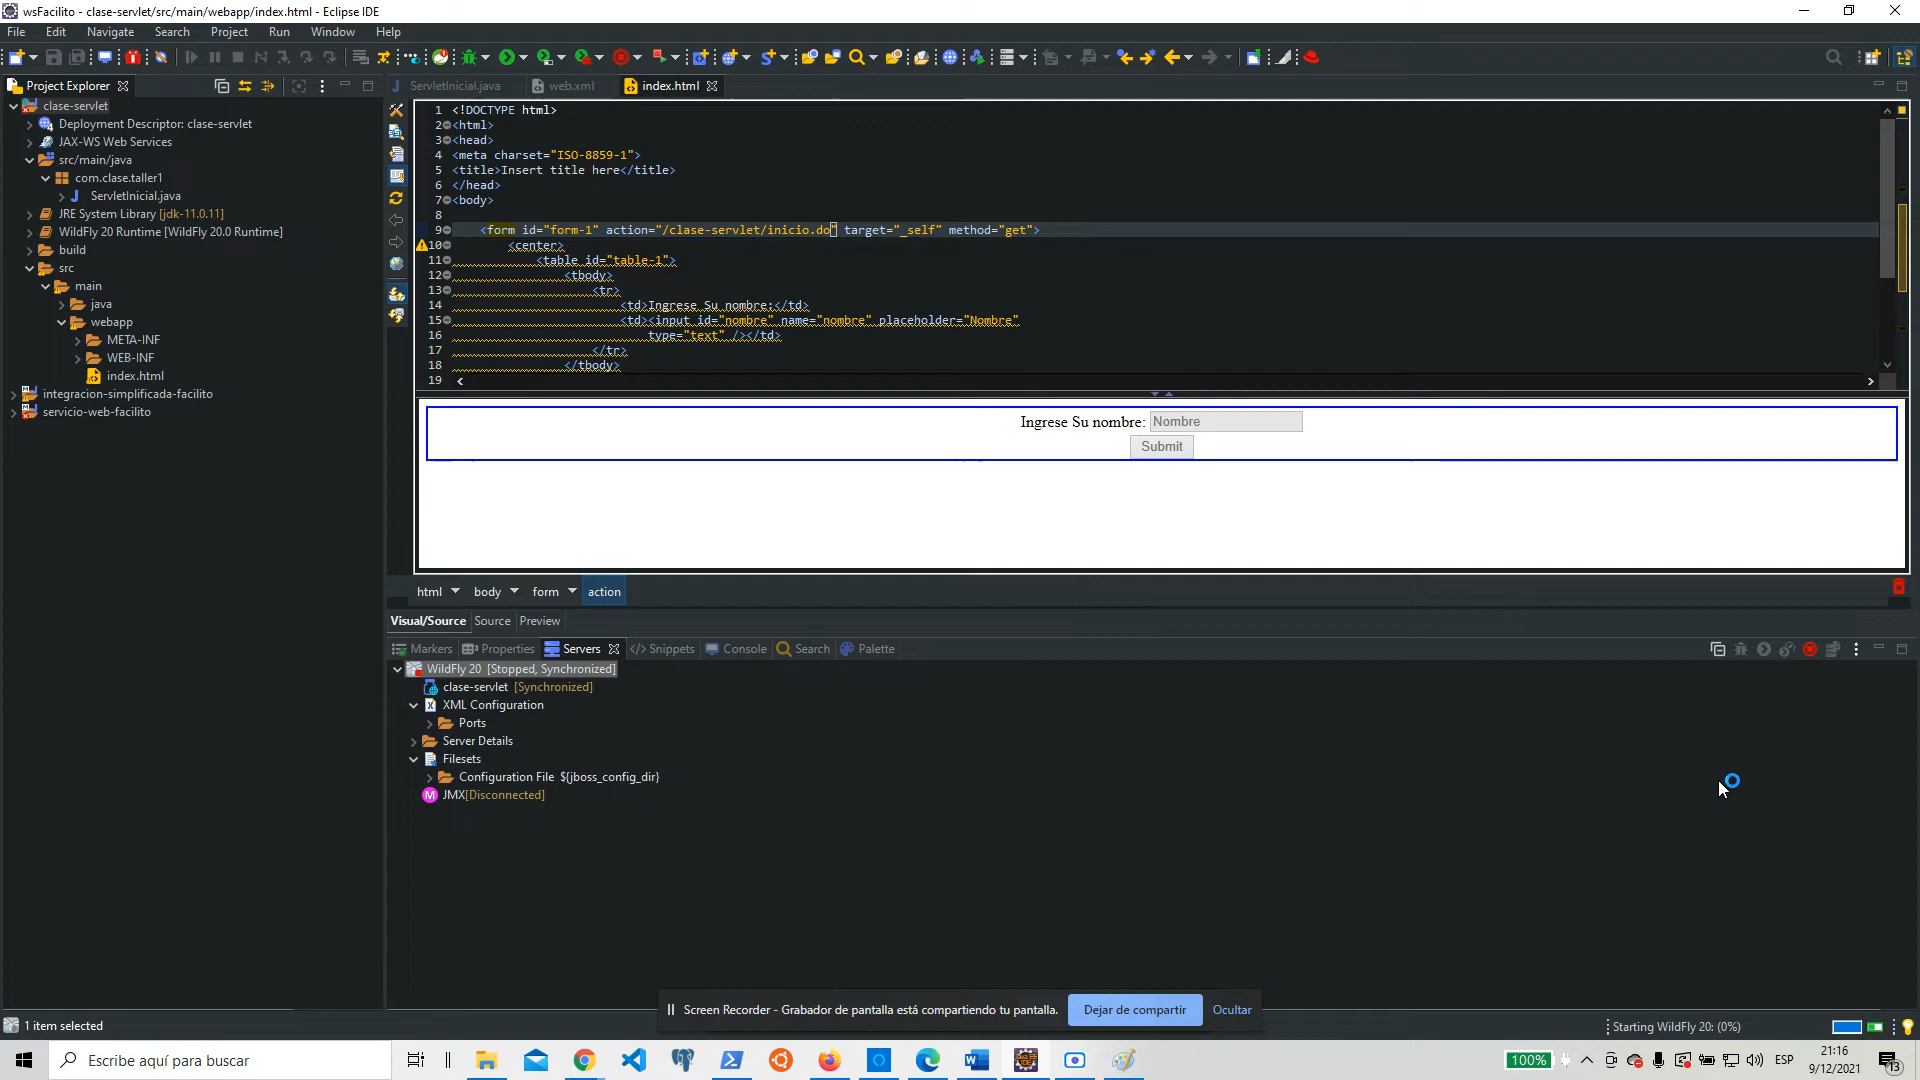 wsFacilito - clase-servlet/src/main/webapp/index.html - Eclipse IDE
File Edit Navigate Search Project Run Window Help
Project Explorer
ServletInicial.java web.xml index.html
clase-servlet
Deployment Descriptor: clase-servlet
JAX-WS Web Services
src/main/java
com.clase.taller1
ServletInicial.java
JRE System Library [jdk-11.0.11]
WildFly 20 Runtime [WildFly 20.0 Runtime]
build
src
main
java
webapp
META-INF
WEB-INF
index.html
integracion-simplificada-facilito
servicio-web-facilito
1 <!DOCTYPE html>
2 <html>
3 <head>
4 <meta charset="ISO-8859-1">
5 <title>Insert title here</title>
6 </head>
7 <body>
8
9 <form id="form-1" action="/clase-servlet/inicio.do" target="_self" method="get">
10 <center>
11 <table id="table-1">
12 <tbody>
13 <tr>
14 <td>Ingrese Su nombre:</td>
15 <td><input id="nombre" name="nombre" placeholder="Nombre"
16 type="text" /></td>
17 </tr>
18 </tbody>
19
Ingrese Su nombre: Nombre
Submit
html body form action
Visual/Source Source Preview
Markers Properties Servers </> Snippets Console Search Palette
WildFly 20 [Stopped, Synchronized]
clase-servlet [Synchronized]
XML Configuration
Ports
Server Details
Filesets
Configuration File ${jboss_config_dir}
JMX[Disconnected]
Screen Recorder - Grabador de pantalla está compartiendo tu pantalla. Dejar de compartir Ocultar
1 item selected
Starting WildFly 20: (0%)
Escribe aquí para buscar
100%
ESP
21:16
9/12/2021
13